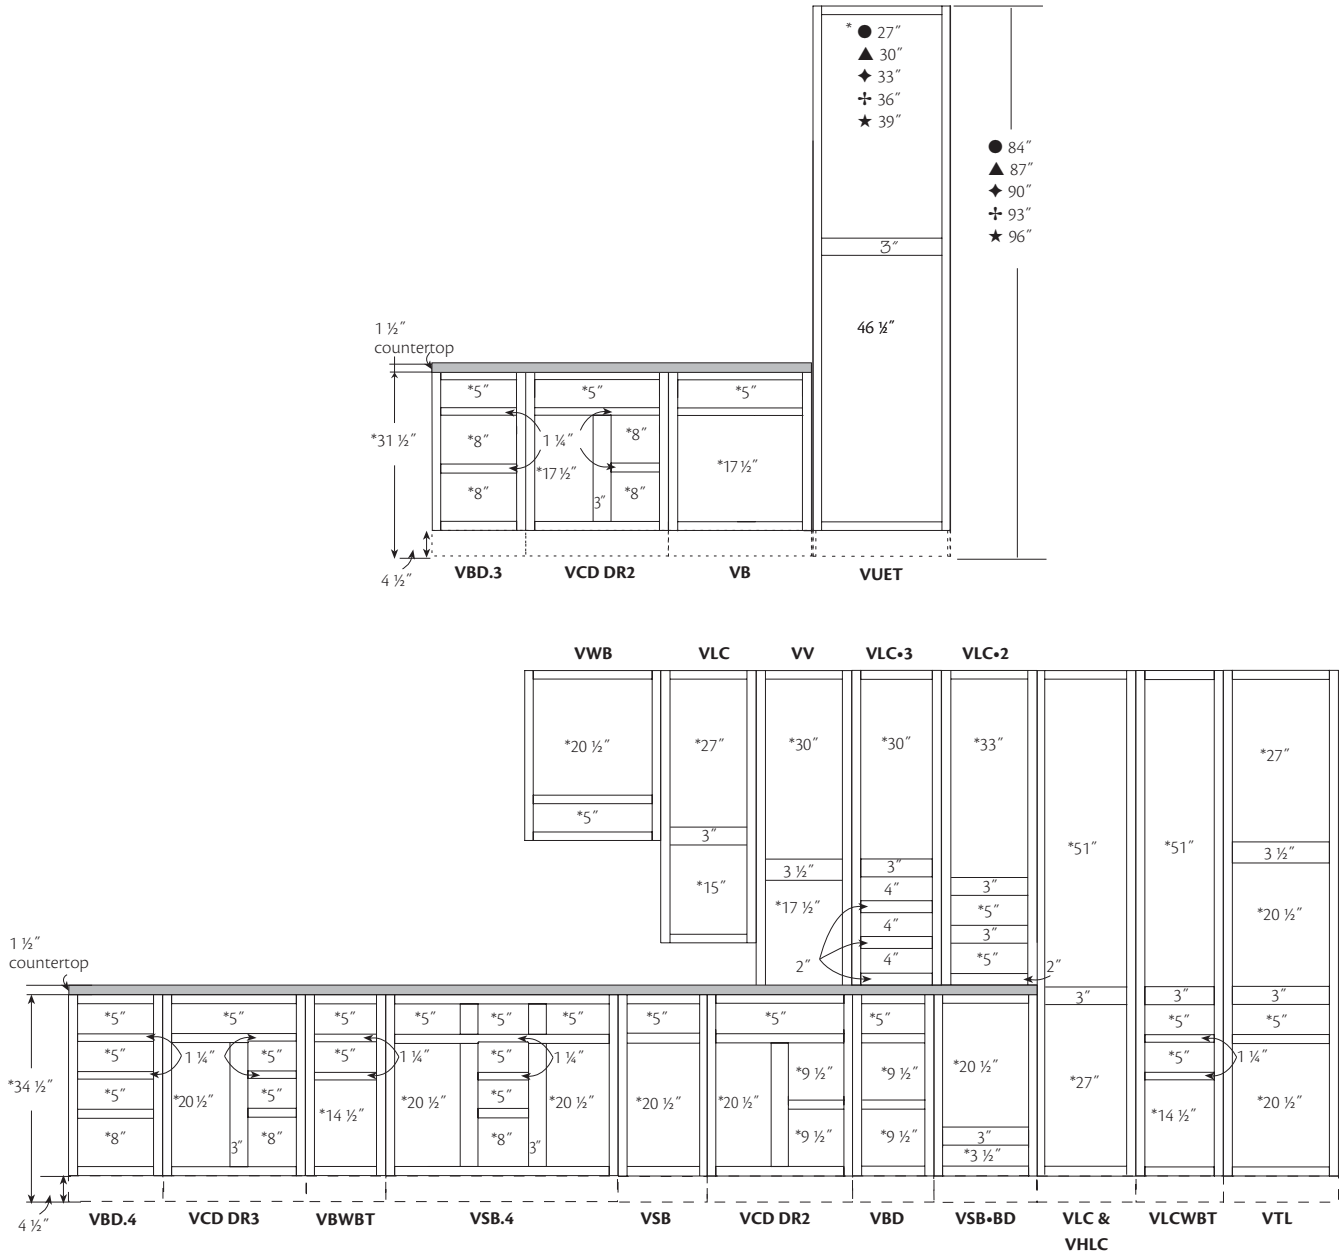 * ● 27″
▲ 30″
✦ 33″
✢ 36″
★ 39″
● 84″
▲ 87″
✦ 90″
✢ 93″
★ 96″
3″
46 ½″
1 ½″
countertop
*5″ *5″ *5″
*31 ½″ *8″ 1 ¼″ *8″
*17 ½″ *17 ½″
*8″ 3″ *8″
4 ½″
VBD.3 VCD DR2 VB VUET
VWB VLC VV VLC•3 VLC•2
*20 ½″ *27″ *30″ *30″ *33″
*27″
*5″
3″
*51″ *51″
3 ½″
3 ½″ 3″
*15″ 4″ 3″
*17 ½″ *5″
*20 ½″
4″ 3″
1 ½″
countertop
2″ 4″ *5″ 2″
3″ 3″ 3″
*5″ *5″ *5″ *5″ *5″ *5″ *5″ *5″ *5″ *5″ *5″
*5″ 1 ¼″ *5″ *5″ 1 ¼″ *5″ 1 ¼″ *5″ 1 ¼″
*34 ½″ *9 ½″ *9 ½″ *20 ½″ *27″
*5″ *20 ½″ *5″ *14 ½″ *20 ½″ *5″ *20 ½″ *20 ½″ *20 ½″ *14 ½″ *20 ½″
*8″ 3″ *8″ *8″ 3″ *9 ½″ *9 ½″ 3″
*3 ½″
4 ½″
VBD.4 VCD DR3 VBWBT VSB.4 VSB VCD DR2 VBD VSB•BD VLC & VLCWBT VTL
VHLC